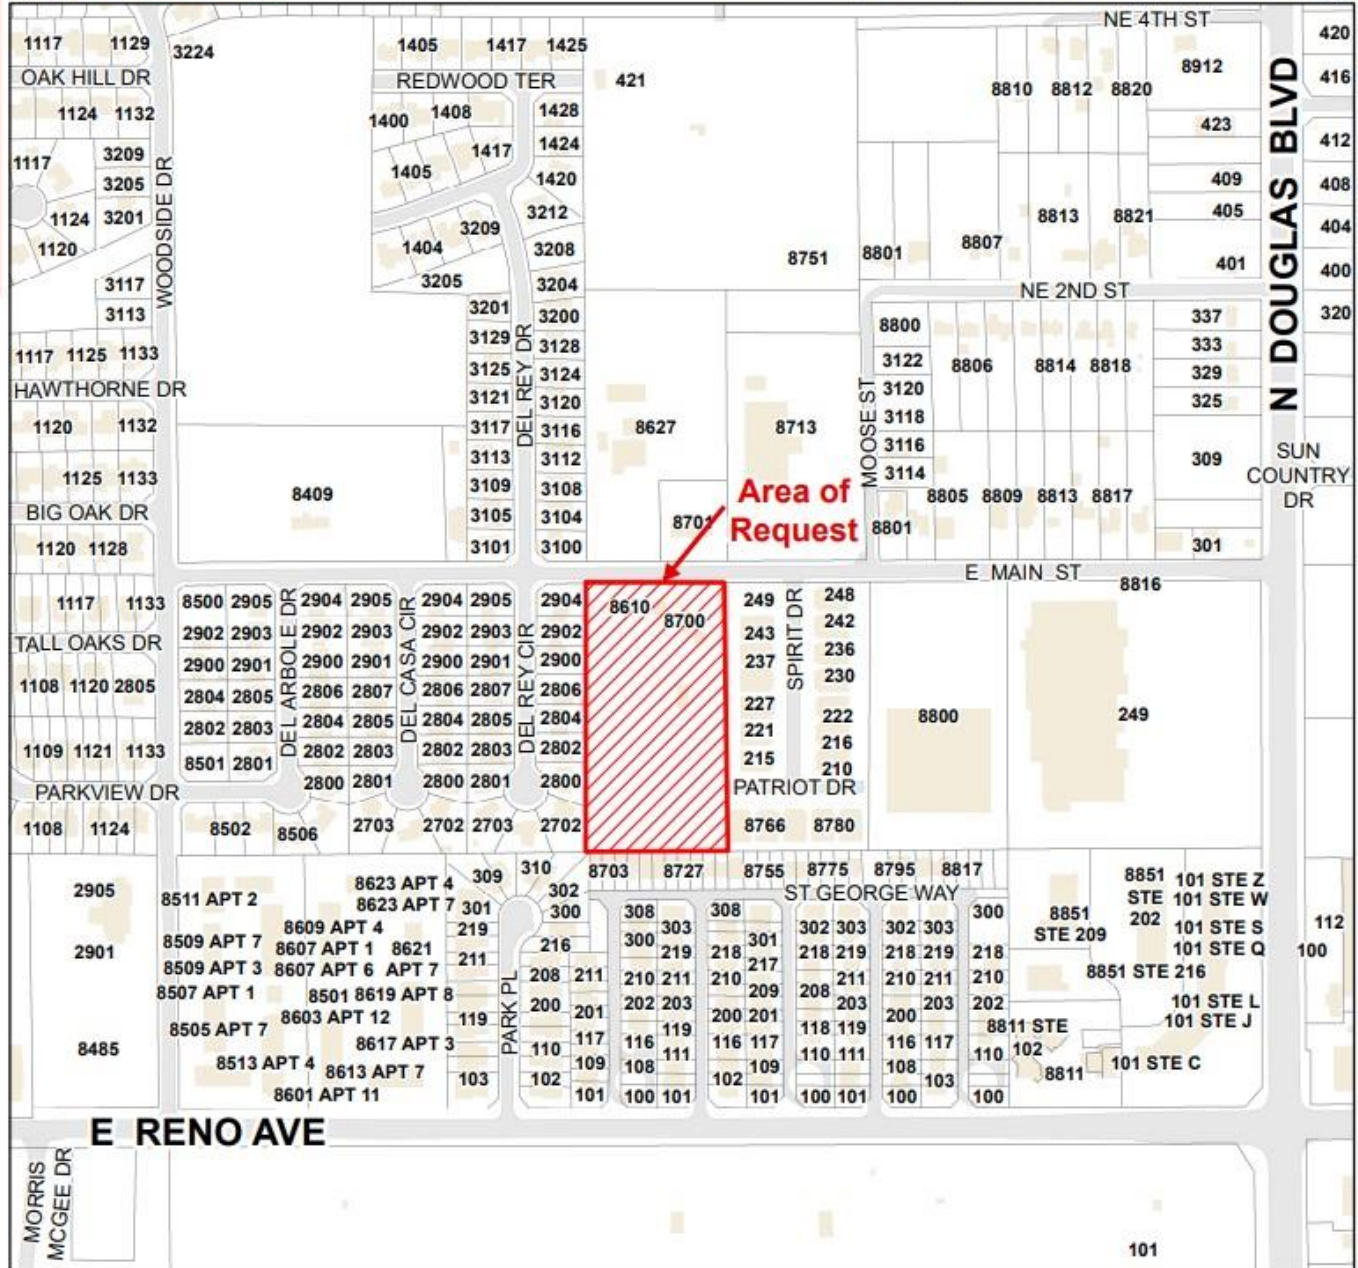 NE 4TH ST
1117 1129 3224 1405 1417 1425 8912 420
OAK HILL DR REDWOOD TER 421 8810 8812 8820 416
1124 1132 1400 1408 1428 423 412
1117 3209 1405 1417 1424
3205 1420 409 408
1124 3201 3212 8813 8821 405 404
1120 1404 3209 3208 8801 8807
WOODSIDE DR
3117 3205 3204 8751 401 400
3113 3201 3200 NE 2ND ST 320
N DOUGLAS BLVD
8800 337
1117 1125 1133 3129 3128 3122 8806 8814 8818 333
HAWTHORNE DR 3125 3124 3120 329
DEL REY DR
3121 3120 3118 325
MOOSE ST
1120 1132 3117 3116 8627 8713 3116
3113 3112 3114 309 SUN
COUNTRY
DR
1125 1133 8409 3109 3108 8805 8809 8813 8817
BIG OAK DR 3105 3104 8701 8801
Area of
Request
1120 1128 3101 3100 301
E MAIN ST
8816
1117 1133 8500 2905 2904 2905 2904 2905 2904 8610 8700 249 248
TALL OAKS DR 2902 2903 2902 2903 2902 2903 2902 243 242
2900 2901 2900 2901 2900 2901 2900 237 236
1108 1120 2805 2804 2805 2806 2807 2806 2807 2806 230
DEL ARBOLE DR
DEL CASA CIR
DEL REY CIR
SPIRIT DR
2802 2803 2804 2805 2804 2805 2804 227 222 8800 249
1109 1121 1133 8501 2801 2802 2803 2802 2803 2802 221 216
215 210
PARKVIEW DR 2800 2801 2800 2801 2800 PATRIOT DR
1108 1124 8502 8506 2703 2702 2703 2702 8766 8780
8703 8727 8755 8775 8795 8817
ST GEORGE WAY
2905 8511 APT 2 8623 APT 4 309 310 302
8623 APT 7 301 300 308 308 300
8609 APT 4 219 303 302 303 302 303
2901 8509 APT 7 8607 APT 1 8621 216 300 301
8509 APT 3 8607 APT 6 APT 7 211 219 218 218 219 218 219 218
8507 APT 1 8501 8619 APT 8 208 211 210 211 210 217 211 210 211 210
8603 APT 12 200 201 202 203 209 208 203 203 202
8505 APT 7 119 119 200 201 118 119 200
PARK PL
8617 APT 3 110 117 116 111 116 117 110 111 116 117 110
8485 8513 APT 4 8613 APT 7 109 108 109 108
8601 APT 11 103 102 101 100 101 102 101 100 101 100 103 100
8851
STE 209
8851
STE
202
101 STE Z
101 STE W
101 STE S
101 STE Q
8851 STE 216
101 STE L
101 STE J
8811 STE
102
8811
101 STE C
112
100
E RENO AVE
MORRIS
MCGEE DR
101